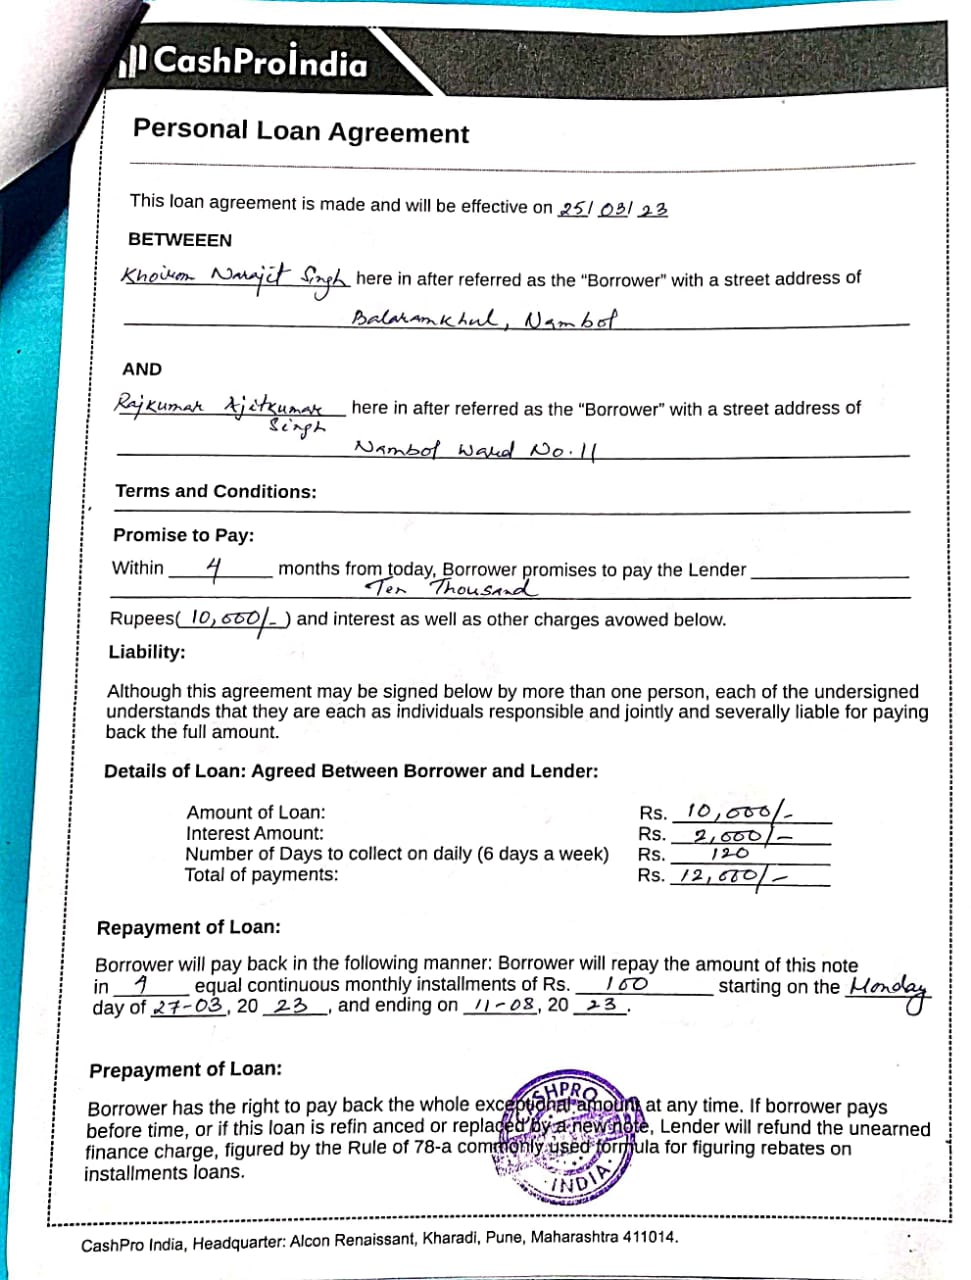 CashProIndia
Personal Loan Agreement
This loan agreement is made and will be effective on 25/03/23
BETWEEEN
Khoirom Narajit Singh here in after referred as the "Borrower" with a street address of
Balaramkhul, Nambol
AND
Rajkumar Ajitkumar here in after referred as the "Borrower" with a street address of
Singh
Nambol Ward No.11
Terms and Conditions:
Promise to Pay:
Within 4 months from today, Borrower promises to pay the Lender
Ten Thousand
Rupees( 10,000/- ) and interest as well as other charges avowed below.
Liability:
Although this agreement may be signed below by more than one person, each of the undersigned
understands that they are each as individuals responsible and jointly and severally liable for paying
back the full amount.
Details of Loan: Agreed Between Borrower and Lender:
Amount of Loan: Rs. 10,000/-
Interest Amount: Rs. 2,000/-
Number of Days to collect on daily (6 days a week) Rs. 120
Total of payments: Rs. 12,000/-
Repayment of Loan:
Borrower will pay back in the following manner: Borrower will repay the amount of this note
in equal continuous monthly installments of Rs. 100 starting on the Monday
day of 27-03, 20 23, and ending on 11-08, 20 23.
Prepayment of Loan:
Borrower has the right to pay back the whole exceptional amount at any time. If borrower pays
before time, or if this loan is refin anced or replaced by a new note, Lender will refund the unearned
finance charge, figured by the Rule of 78-a commonly used formula for figuring rebates on
installments loans.
SHPRO
INDIA
CashPro India, Headquarter: Alcon Renaissant, Kharadi, Pune, Maharashtra 411014.